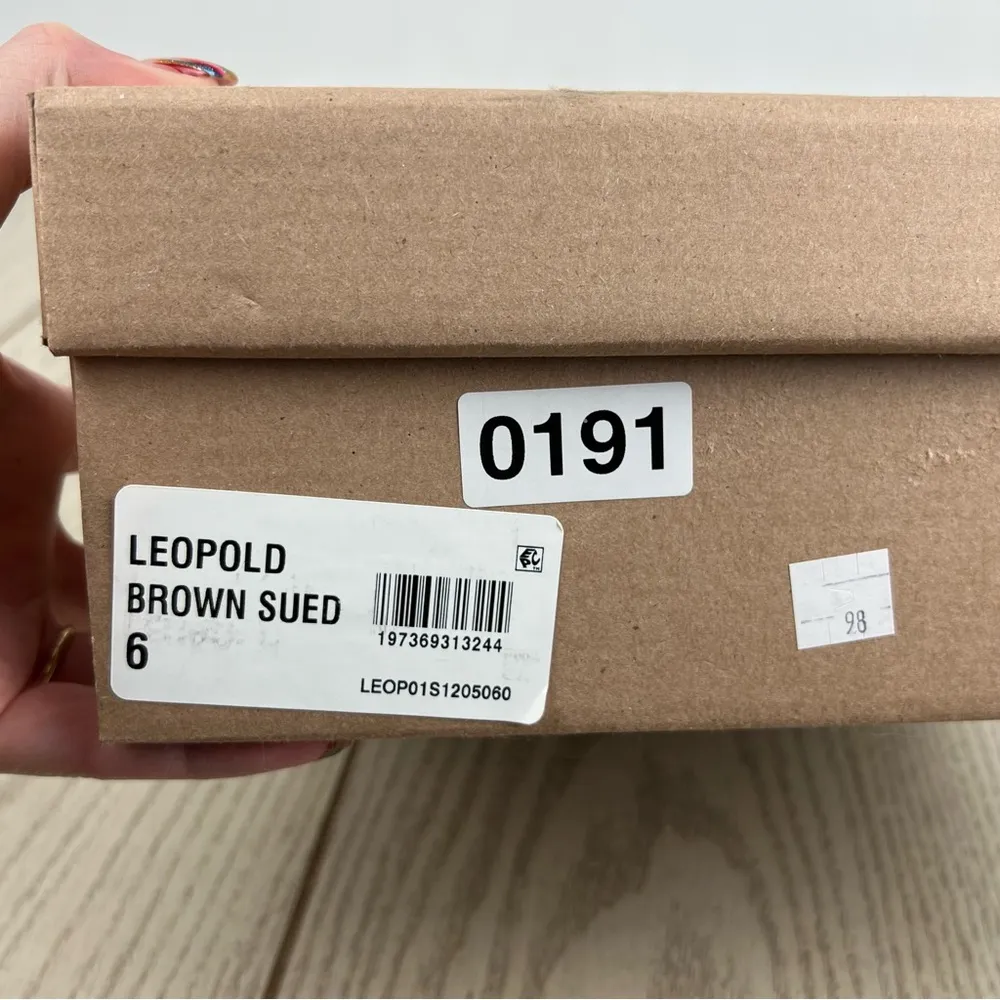 0191
LEOPOLD
BROWN SUED
6
197369313244
LEOP01S1205060
98